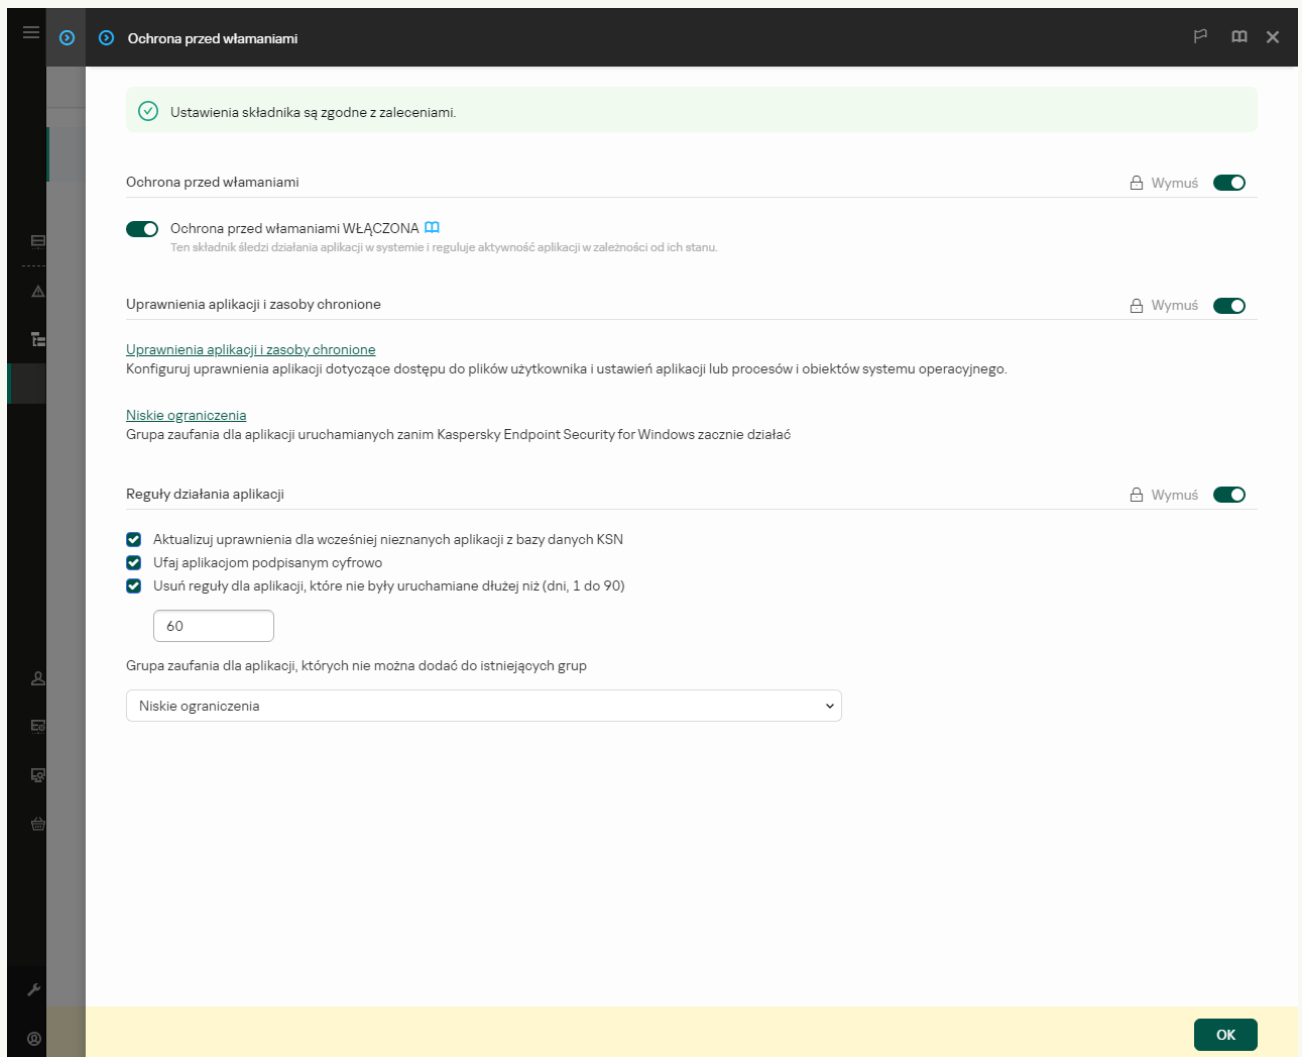 Ochrona przed włamaniami
Ustawienia składnika są zgodne z zaleceniami.
Ochrona przed włamaniami
Wymuś
Ochrona przed włamaniami WŁĄCZONA
Ten składnik śledzi działania aplikacji w systemie i reguluje aktywność aplikacji w zależności od ich stanu.
Uprawnienia aplikacji i zasoby chronione
Wymuś
Uprawnienia aplikacji i zasoby chronione
Konfiguruj uprawnienia aplikacji dotyczące dostępu do plików użytkownika i ustawień aplikacji lub procesów i obiektów systemu operacyjnego.
Niskie ograniczenia
Grupa zaufania dla aplikacji uruchamianych zanim Kaspersky Endpoint Security for Windows zacznie działać
Reguły działania aplikacji
Wymuś
Aktualizuj uprawnienia dla wcześniej nieznanych aplikacji z bazy danych KSN
Ufaj aplikacjom podpisanym cyfrowo
Usuń reguły dla aplikacji, które nie były uruchamiane dłużej niż (dni, 1 do 90)
60
Grupa zaufania dla aplikacji, których nie można dodać do istniejących grup
Niskie ograniczenia
OK